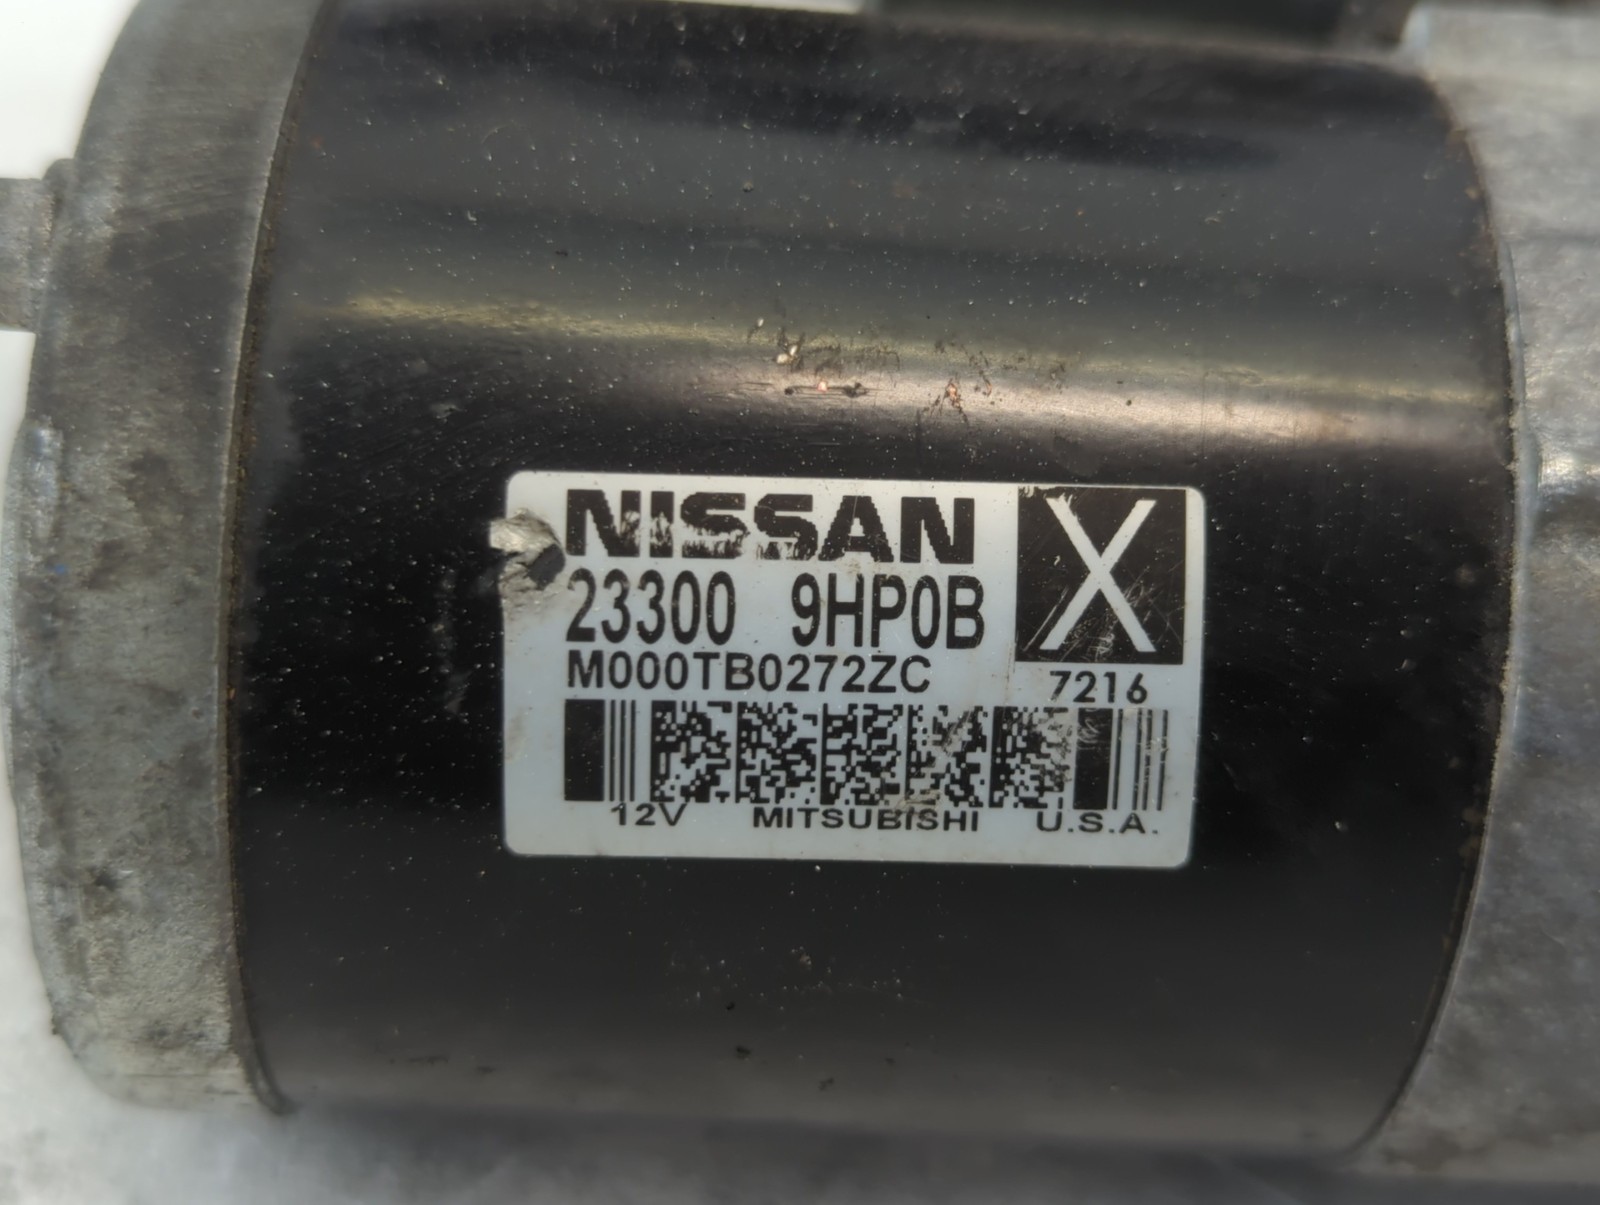 NISSAN
X
23300 9HP0B
M000TB0272ZC
7216
12V MITSUBISHI U.S.A.